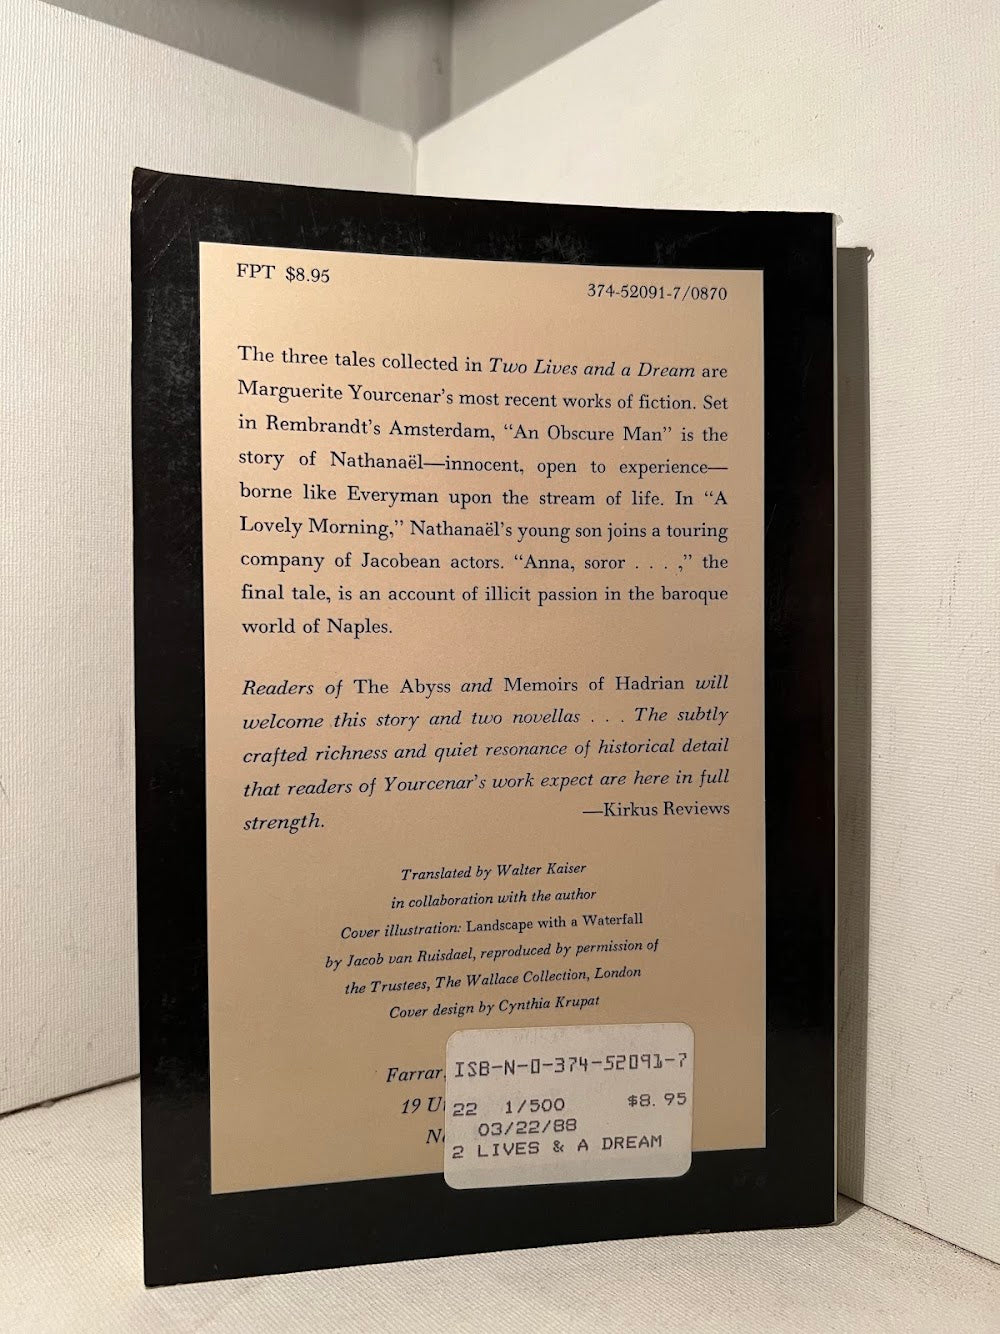 FPT $8.95
374-52091-7/0870
The three tales collected in Two Lives and a Dream are
Marguerite Yourcenar's most recent works of fiction. Set
in Rembrandt's Amsterdam, "An Obscure Man" is the
story of Nathanaël—innocent, open to experience—
borne like Everyman upon the stream of life. In "A
Lovely Morning," Nathanaël's young son joins a touring
company of Jacobean actors. "Anna, soror . . . ," the
final tale, is an account of illicit passion in the baroque
world of Naples.
Readers of The Abyss and Memoirs of Hadrian will
welcome this story and two novellas . . . The subtly
crafted richness and quiet resonance of historical detail
that readers of Yourcenar's work expect are here in full
strength.
—Kirkus Reviews
Translated by Walter Kaiser
in collaboration with the author
Cover illustration: Landscape with a Waterfall
by Jacob van Ruisdael, reproduced by permission of
the Trustees, The Wallace Collection, London
Cover design by Cynthia Krupat
Farrar,
19
ISB-N-0-374-52091-7
22 1/500 $8.95
03/22/88
2 LIVES & A DREAM